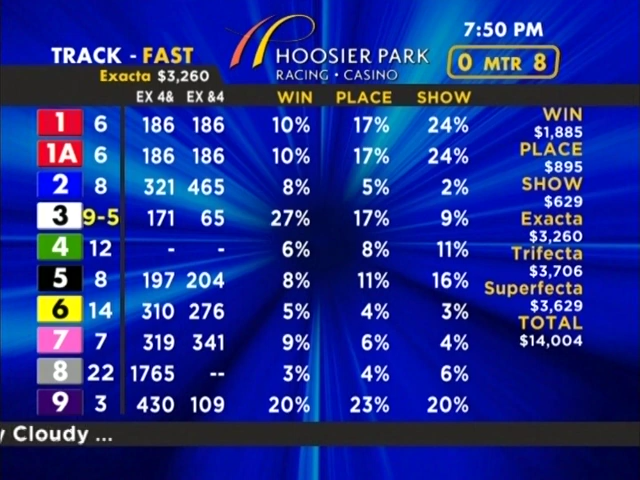 7:50 PM
TRACK - FAST
HOOSIER PARK
RACING • CASINO
0 MTR 8
Exacta $3,260
EX 4& EX &4 WIN PLACE SHOW
1 6 186 186 10% 17% 24%
1A 6 186 186 10% 17% 24%
2 8 321 465 8% 5% 2%
3 9-5 171 65 27% 17% 9%
4 12 - - 6% 8% 11%
5 8 197 204 8% 11% 16%
6 14 310 276 5% 4% 3%
7 7 319 341 9% 6% 4%
8 22 1765 -- 3% 4% 6%
9 3 430 109 20% 23% 20%
WIN
$1,885
PLACE
$895
SHOW
$629
Exacta
$3,260
Trifecta
$3,706
Superfecta
$3,629
TOTAL
$14,004
y Cloudy ...